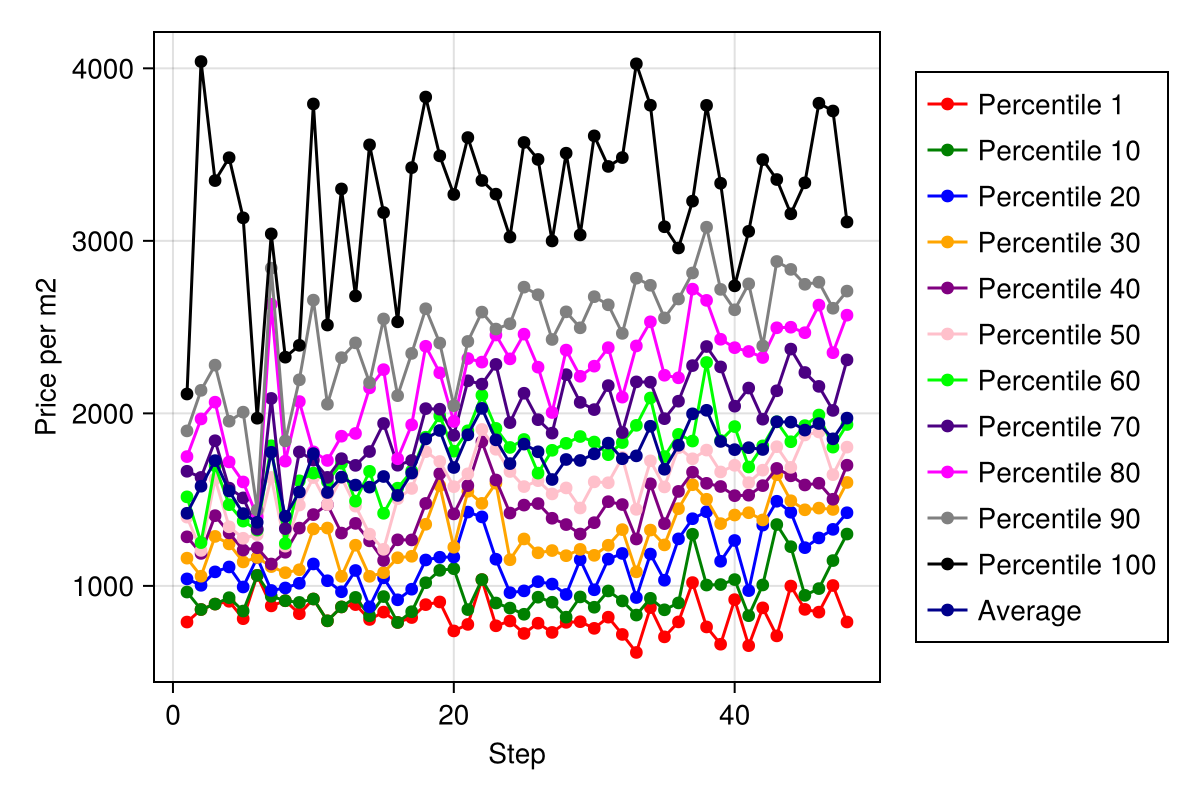 4000
3000
2000
1000
Price per m2
0
20
40
Step
Percentile 1
Percentile 10
Percentile 20
Percentile 30
Percentile 40
Percentile 50
Percentile 60
Percentile 70
Percentile 80
Percentile 90
Percentile 100
Average